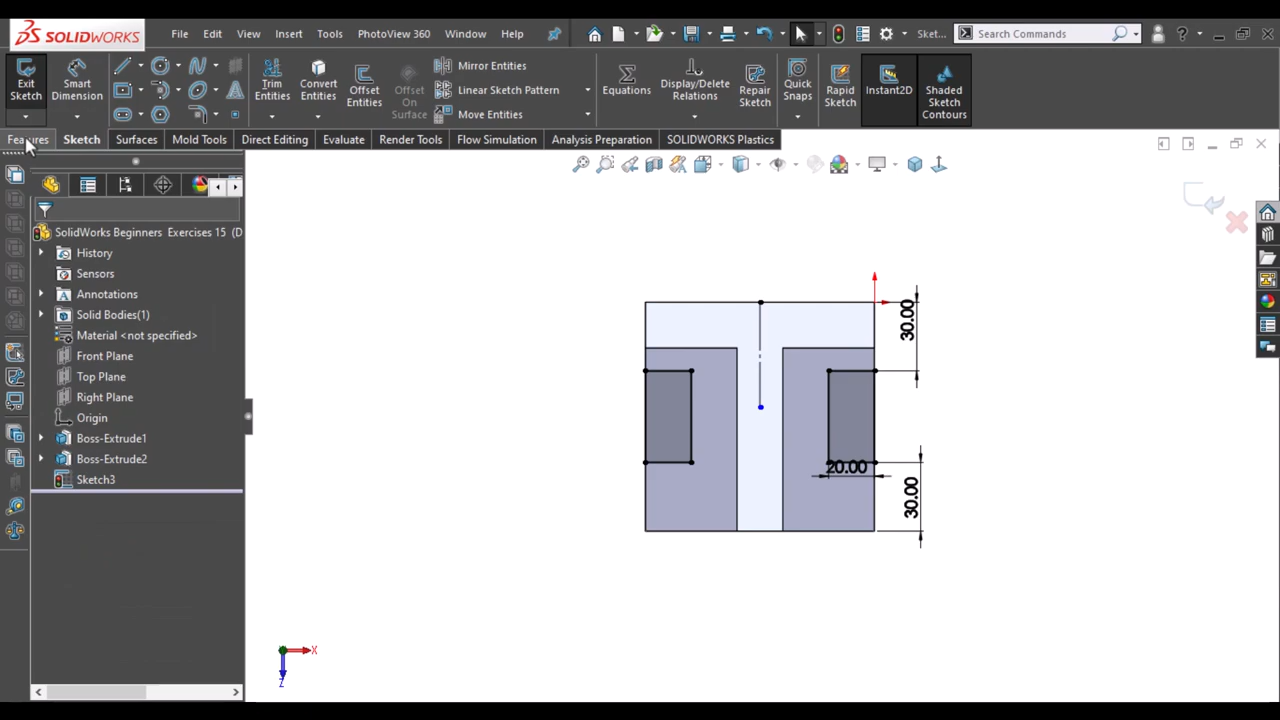 SOLIDWORKS File Edit View Insert Tools PhotoView 360 Window Help Sket... Search Commands
Exit Sketch
Smart Dimension
Trim Entities
Convert Entities
Offset Entities
Offset On Surface
Mirror Entities
Linear Sketch Pattern
Move Entities
Equations
Display/Delete Relations
Repair Sketch
Quick Snaps
Rapid Sketch
Instant2D
Shaded Sketch Contours
Features Sketch Surfaces Mold Tools Direct Editing Evaluate Render Tools Flow Simulation Analysis Preparation SOLIDWORKS Plastics
SolidWorks Beginners Exercises 15 (D
History
Sensors
Annotations
Solid Bodies(1)
Material <not specified>
Front Plane
Top Plane
Right Plane
Origin
Boss-Extrude1
Boss-Extrude2
Sketch3
30.00
20.00
30.00
X
Z